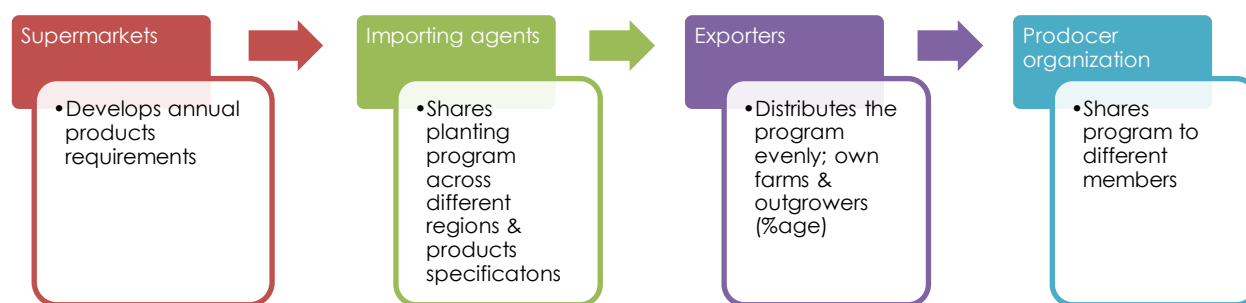 Supermarkets
•Develops annual
products
requirements
Importing agents
•Shares
planting
program
across
different
regions &
products
specificatons
Exporters
•Distributes the
program
evenly; own
farms &
outgrowers
(%age)
Prodocer
organization
•Shares
program to
different
members